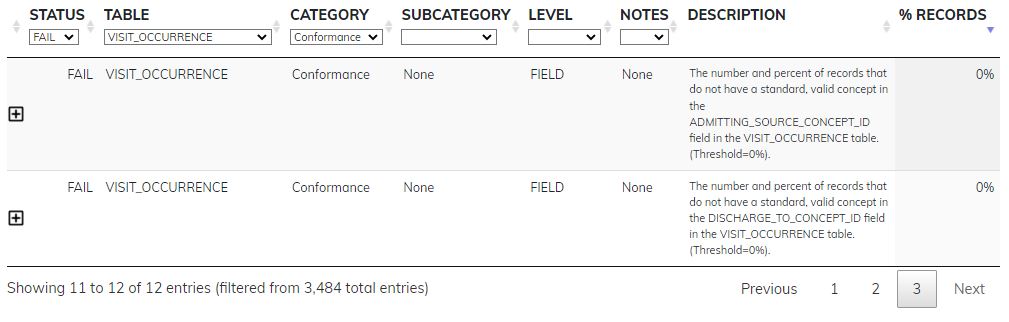 STATUS TABLE CATEGORY SUBCATEGORY LEVEL NOTES DESCRIPTION % RECORDS
FAIL VISIT_OCCURRENCE Conformance
FAIL VISIT_OCCURRENCE Conformance None FIELD None The number and percent of records that 0%
do not have a standard, valid concept in
the
ADMITTING_SOURCE_CONCEPT_ID
field in the VISIT_OCCURRENCE table.
(Threshold=0%).
FAIL VISIT_OCCURRENCE Conformance None FIELD None The number and percent of records that 0%
do not have a standard, valid concept in
the DISCHARGE_TO_CONCEPT_ID field
in the VISIT_OCCURRENCE table.
(Threshold=0%).
Showing 11 to 12 of 12 entries (filtered from 3,484 total entries) Previous 1 2 3 Next